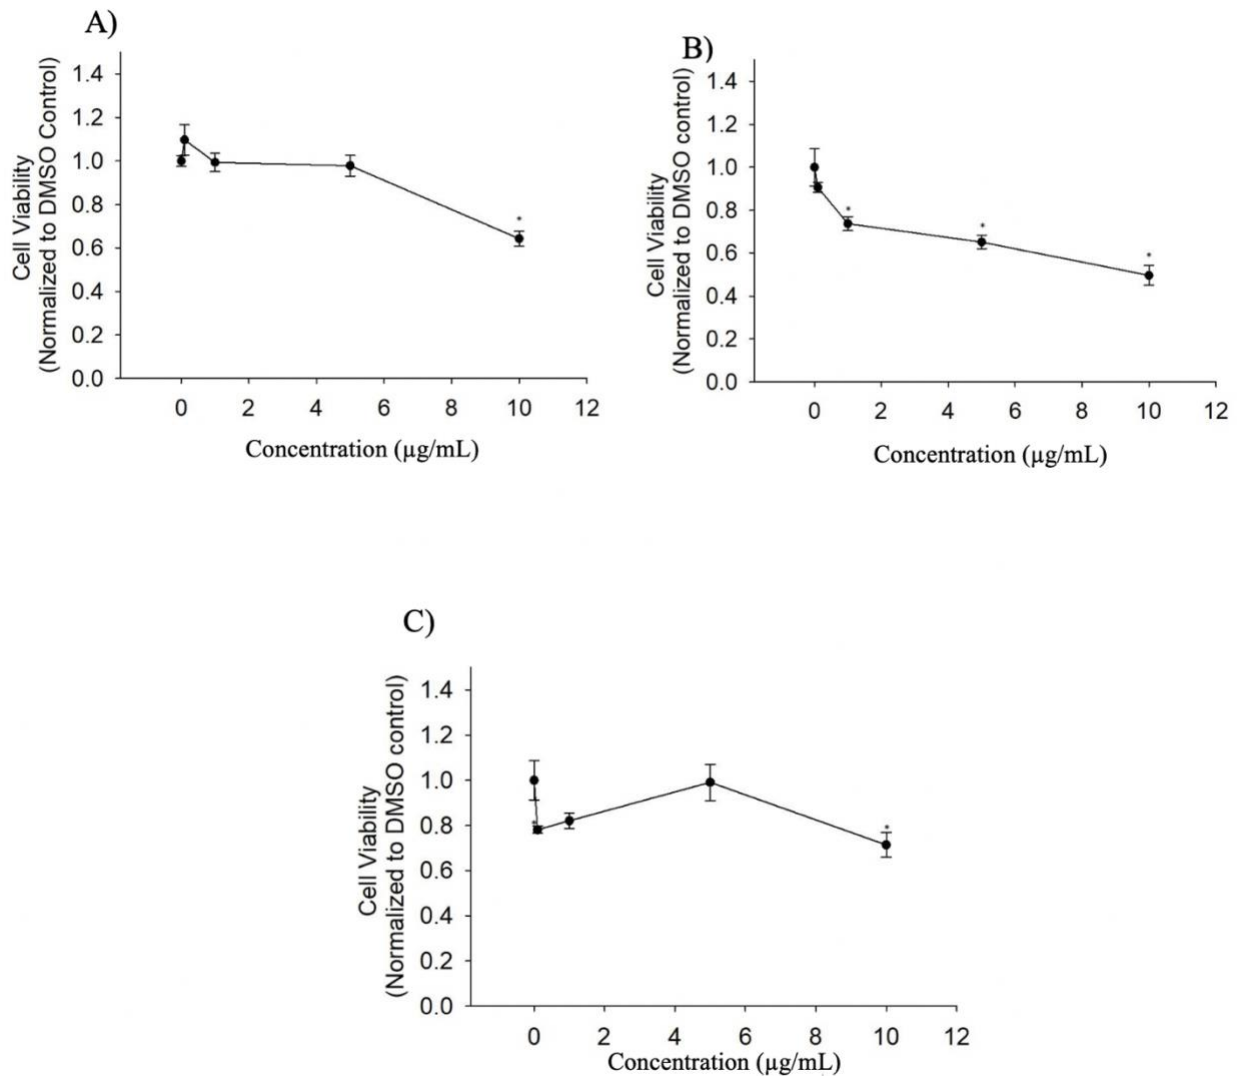 A)
Cell Viability
(Normalized to DMSO Control)
1.4
1.2
1.0
0.8
0.6
0.4
0.2
0.0
*
0 2 4 6 8 10 12
Concentration (µg/mL)
B)
Cell Viability
(Normalized to DMSO control)
1.4
1.2
1.0
0.8
0.6
0.4
0.2
0.0
* * *
0 2 4 6 8 10 12
Concentration (µg/mL)
C)
Cell Viability
(Normalized to DMSO control)
1.4
1.2
1.0
0.8
0.6
0.4
0.2
0.0
* *
0 2 4 6 8 10 12
Concentration (µg/mL)